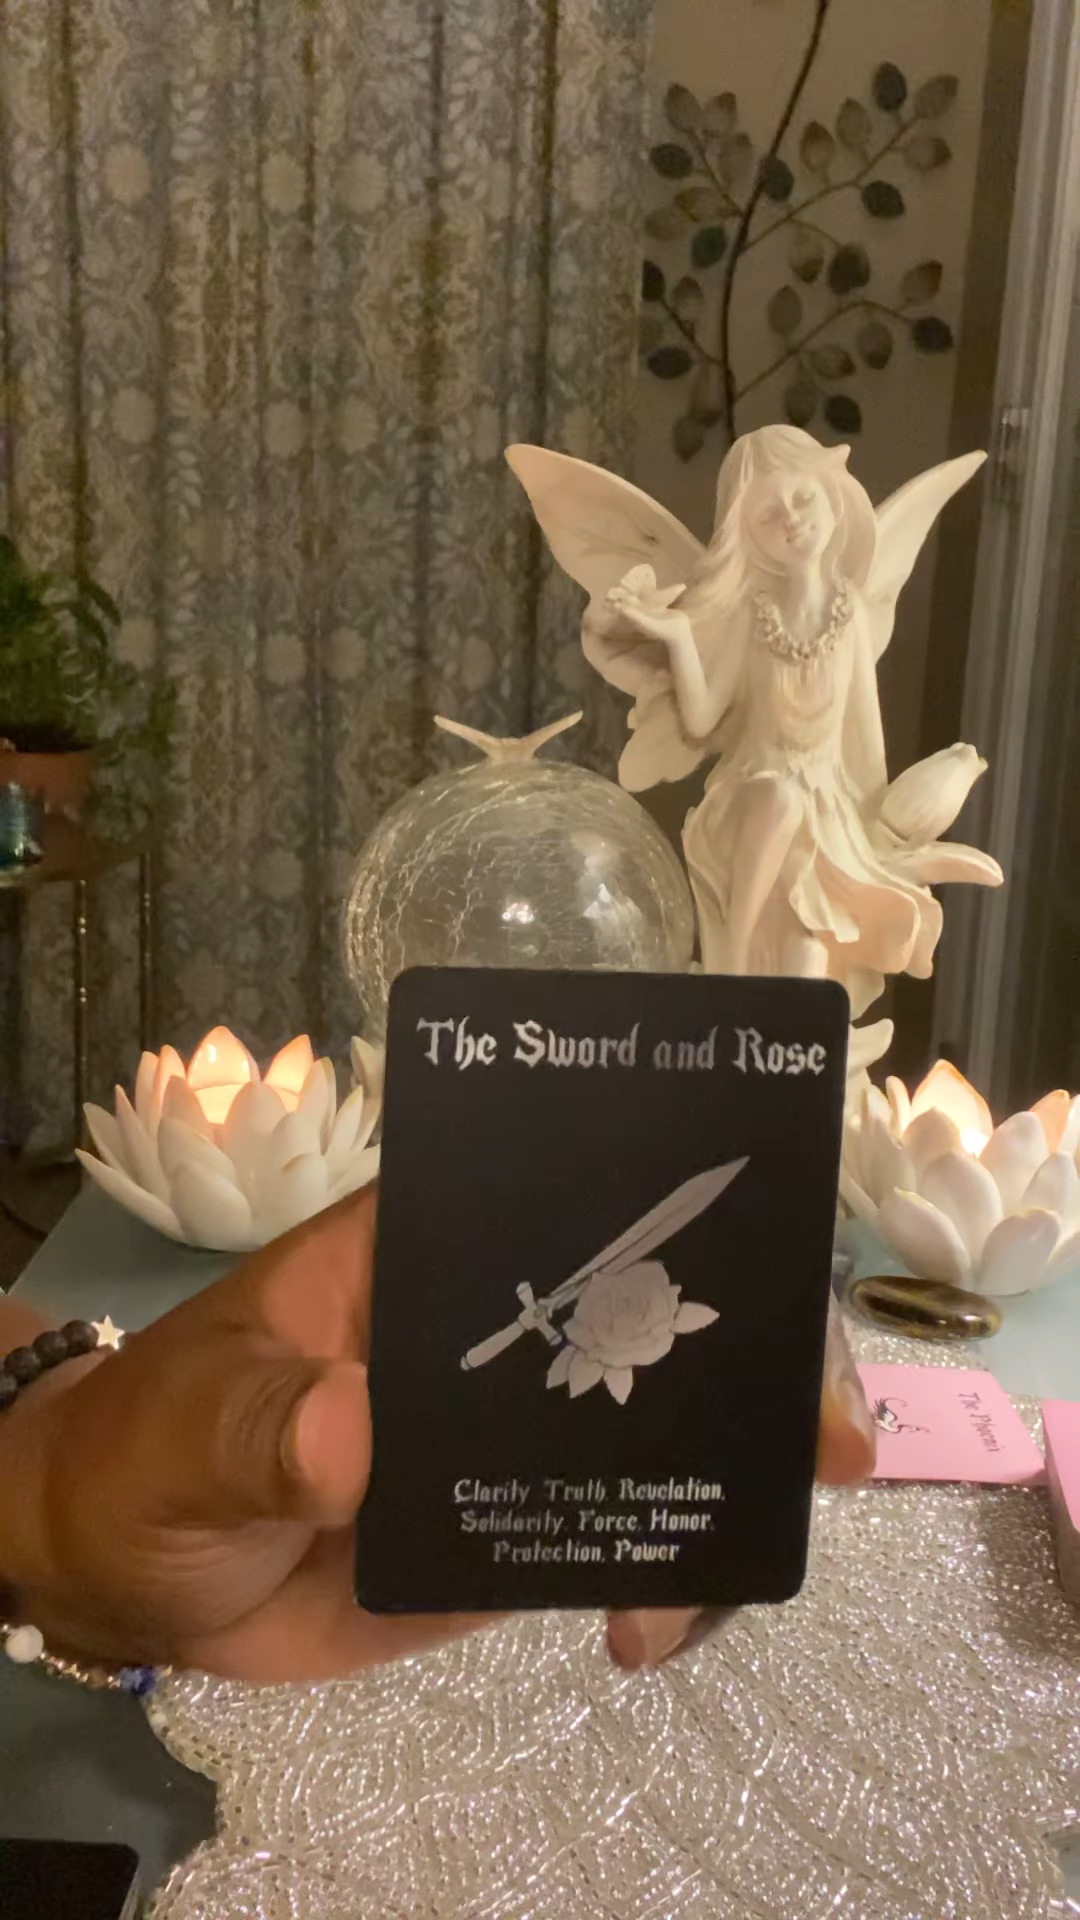 The Sword and Rose
Clarity, Truth, Revelation,
Solidarity, Force, Honor,
Protection, Power
The Phoenix